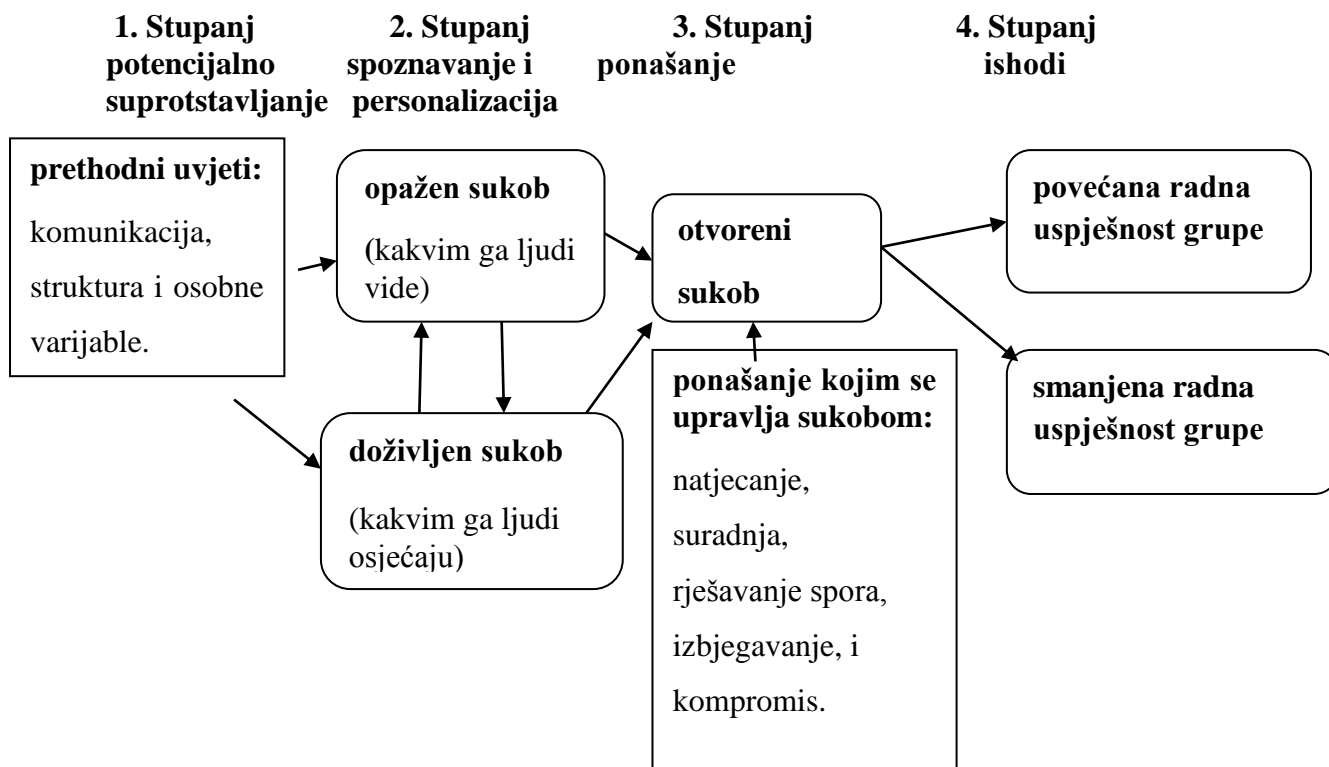 1. Stupanj
potencijalno
suprotstavljanje
2. Stupanj
spoznavanje i
personalizacija
3. Stupanj
ponašanje
4. Stupanj
ishodi
prethodni uvjeti:
komunikacija,
struktura i osobne
varijable.
opažen sukob
(kakvim ga ljudi
vide)
doživljen sukob
(kakvim ga ljudi
osjećaju)
otvoreni
sukob
ponašanje kojim se
upravlja sukobom:
natjecanje,
suradnja,
rješavanje spora,
izbjegavanje, i
kompromis.
povećana radna
uspješnost grupe
smanjena radna
uspješnost grupe